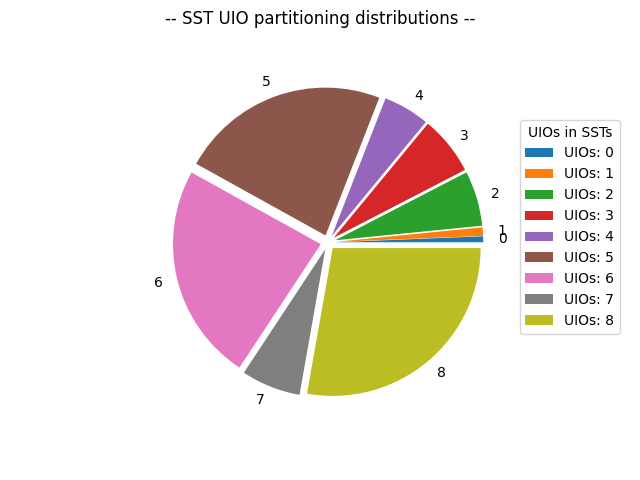 -- SST UIO partitioning distributions --
5
4
3
2
1
0
6
7
8
UIOs in SSTs
UIOs: 0
UIOs: 1
UIOs: 2
UIOs: 3
UIOs: 4
UIOs: 5
UIOs: 6
UIOs: 7
UIOs: 8